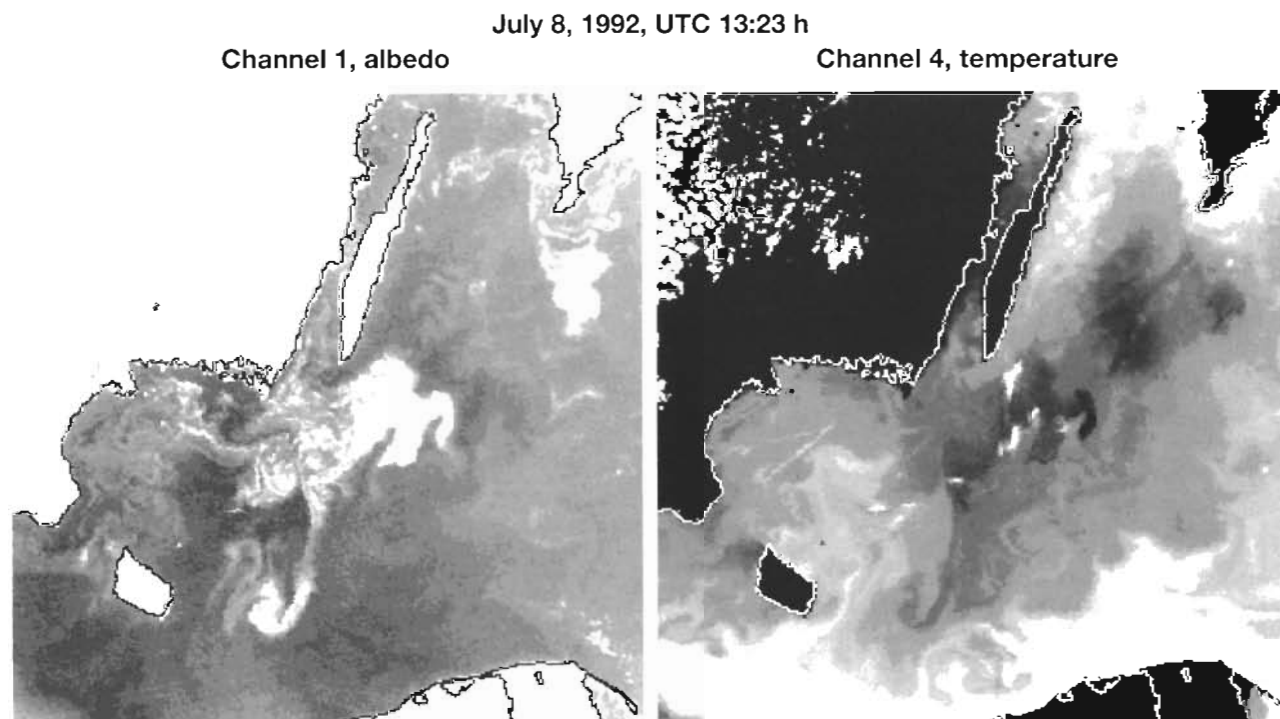 July 8, 1992, UTC 13:23 h
Channel 1, albedo
Channel 4, temperature